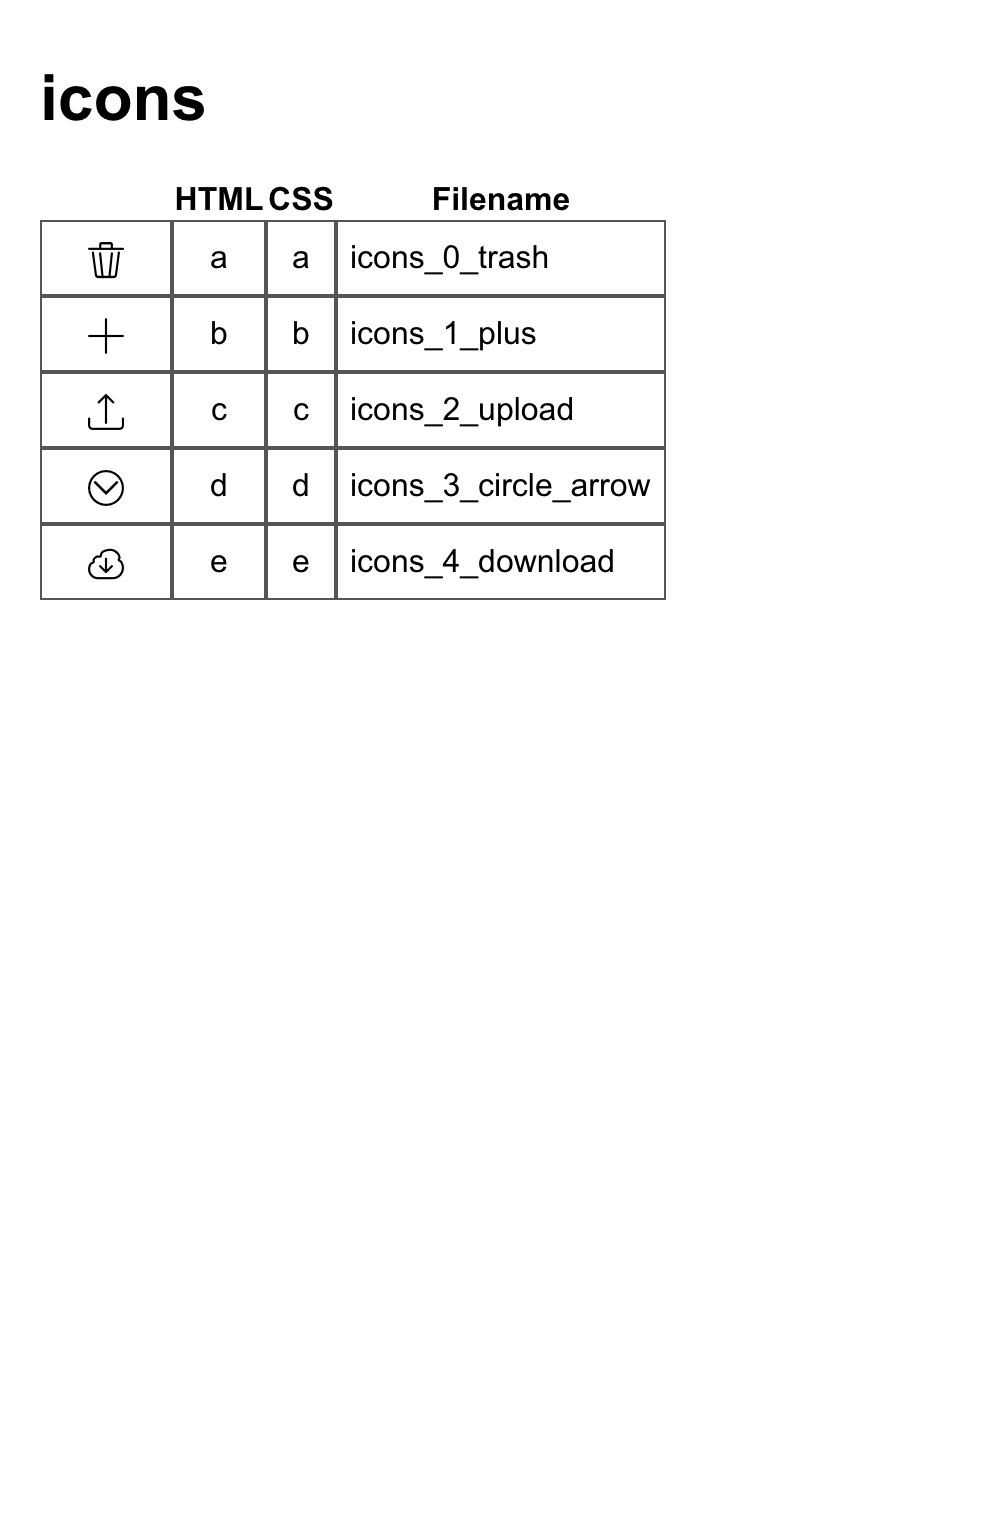 icons
HTML CSS Filename
a a icons_0_trash
b b icons_1_plus
c c icons_2_upload
d d icons_3_circle_arrow
e e icons_4_download